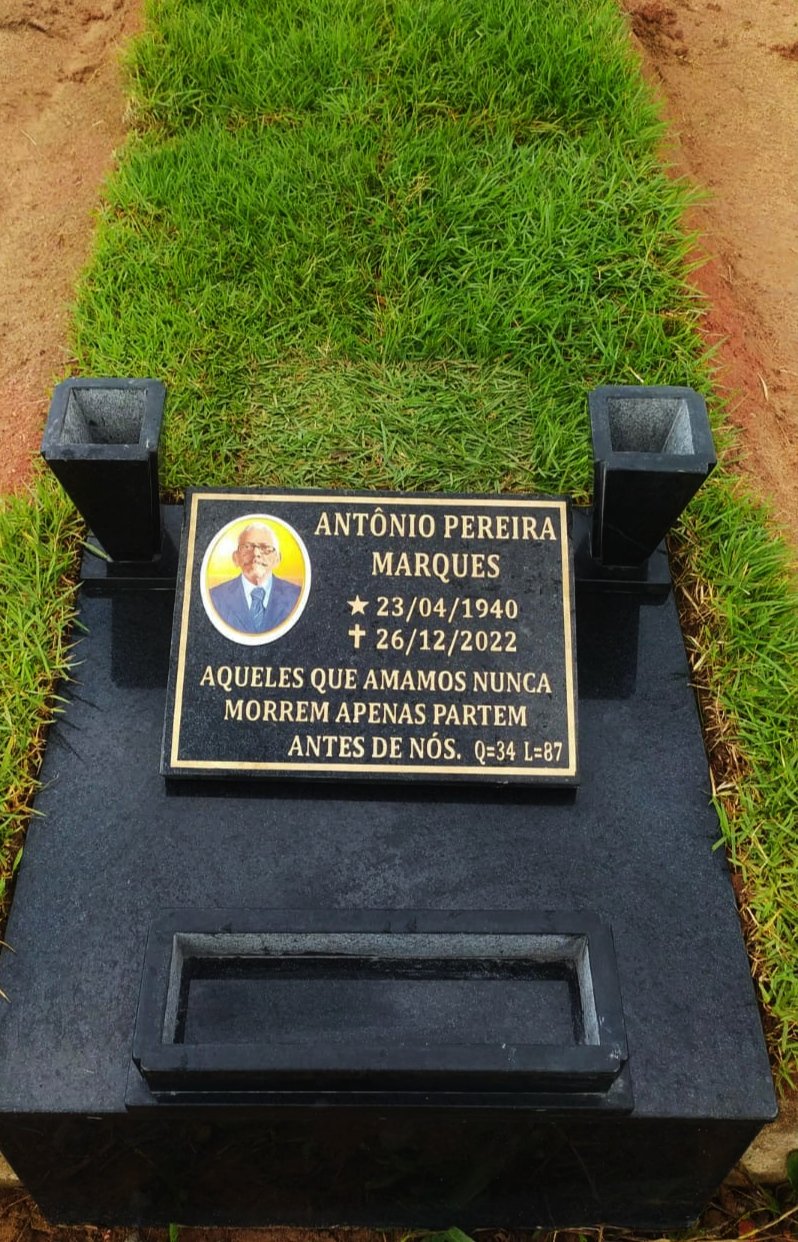 ANTÔNIO PEREIRA
MARQUES
★ 23/04/1940
✝ 26/12/2022
AQUELES QUE AMAMOS NUNCA
MORREM APENAS PARTEM
ANTES DE NÓS. Q=34 L=87